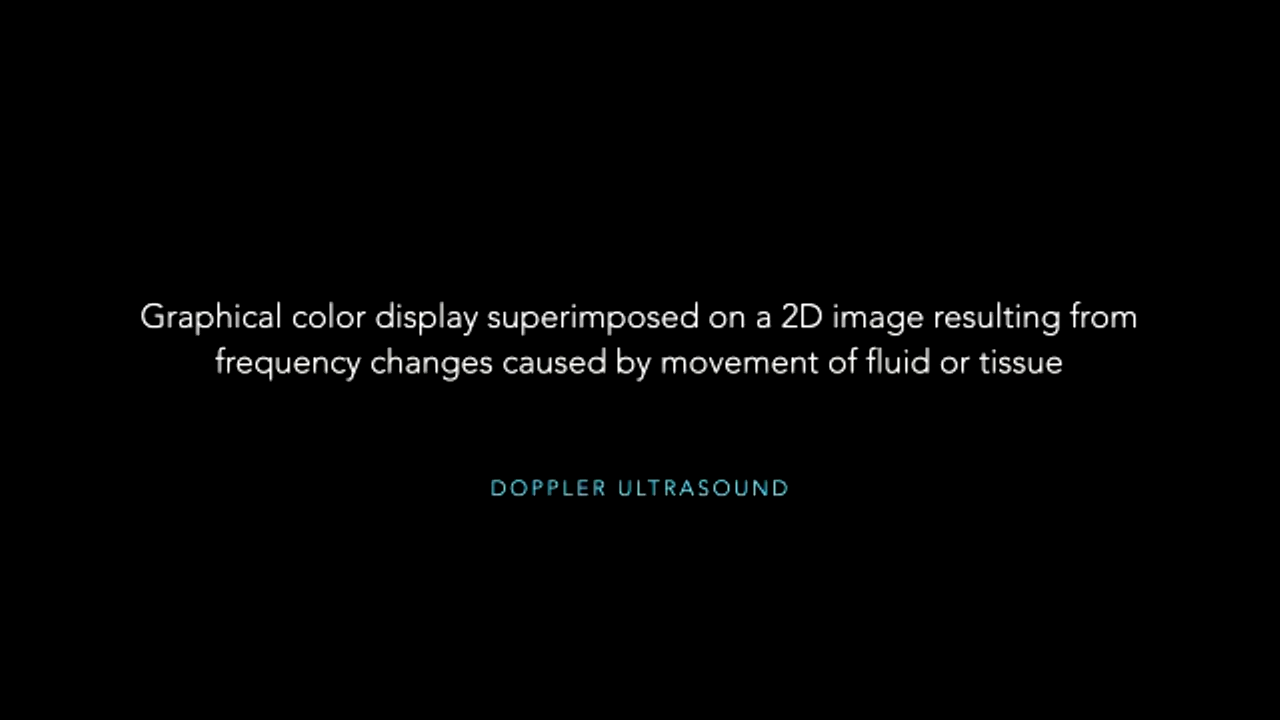 Graphical color display superimposed on a 2D image resulting from
frequency changes caused by movement of fluid or tissue
DOPPLER ULTRASOUND